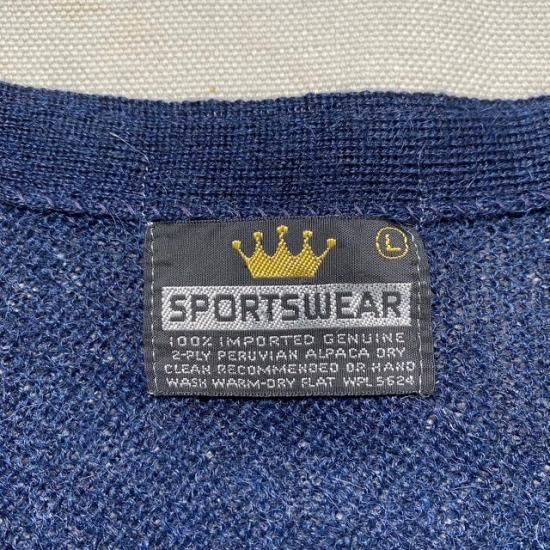 L
SPORTSWEAR
100% IMPORTED GENUINE
2-PLY PERUVIAN ALPACA DRY
CLEAN RECOMMENDED OR HAND
WASH WARM-DRY FLAT WPL 5624